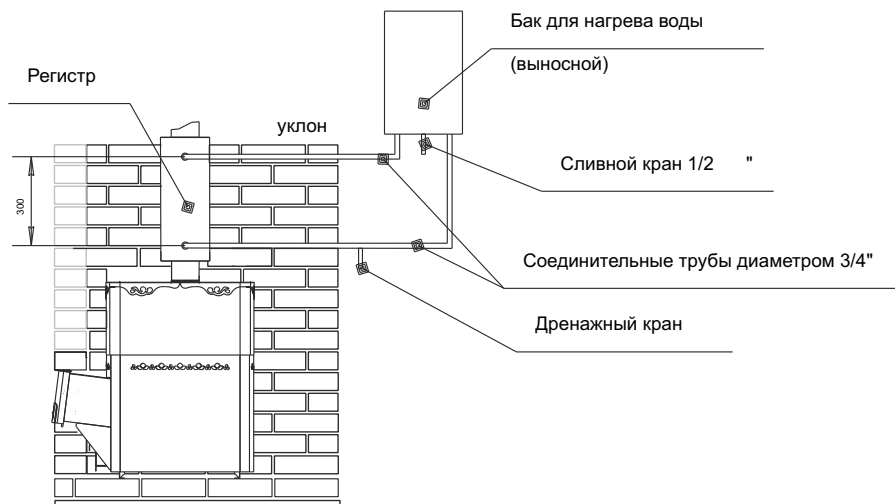 Бак для нагрева воды
(выносной)
Регистр
уклон
Сливной кран 1/2 "
300
Соединительные трубы диаметром 3/4"
Дренажный кран